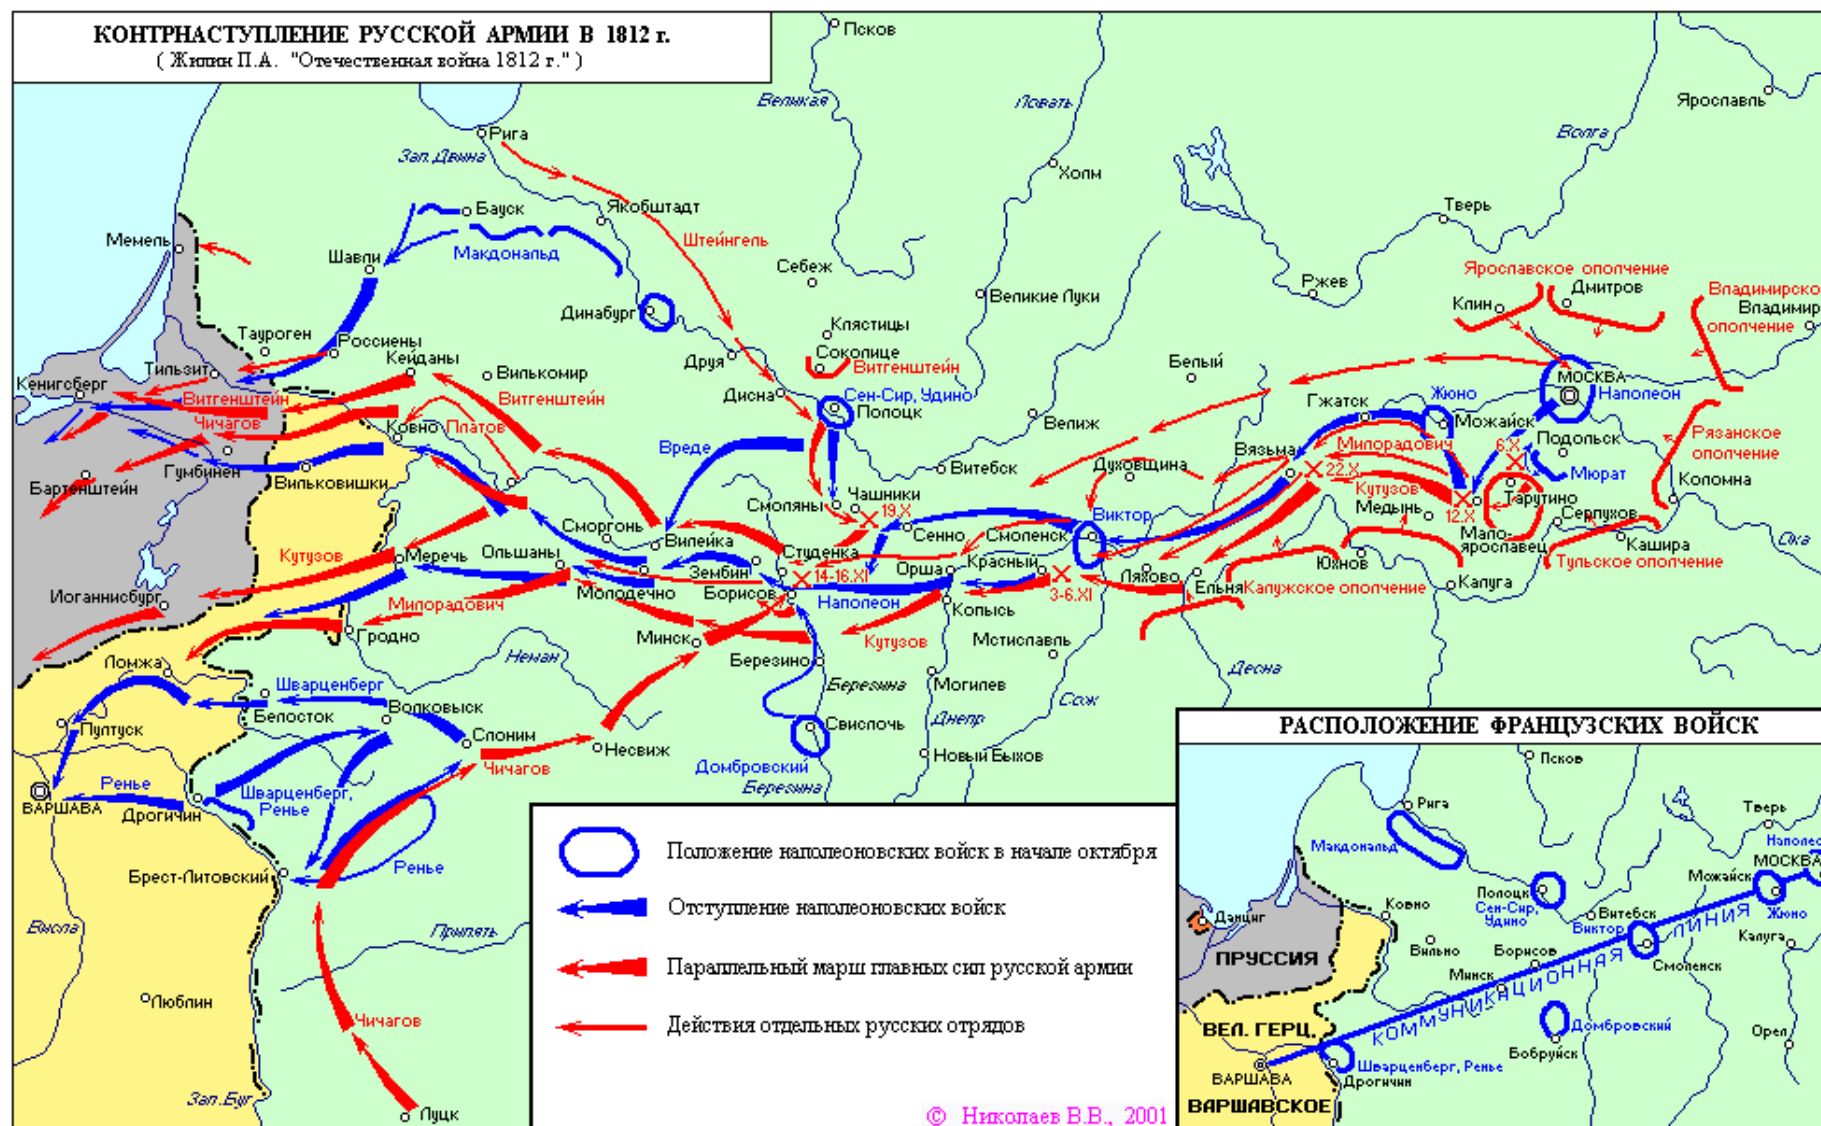 КОНТРНАСТУПЛЕНИЕ РУССКОЙ АРМИИ В 1812 г.
( Жилин П.А. "Отечественная война 1812 г." )
Псков
Великая
Ловать
Ярославль
Волга
Рига
Зап. Двина
Холм
Тверь
Бауск
Якобштадт
Мемель
Макдональд
Штейнгель
Шавли
Себеж
Ржев
Ярославское ополчение
Дмитров
Клин
Владимирско
Владимир
ополчение
Великие Луки
Динабург
Клястицы
Тауроген
Россиены
Кейданы
Друя
Соколице
Витгенштейн
Белый
Тильзит
Вилькомир
Кенигсберг
Витгенштейн
Витгенштейн
Дисна
Сен-Сир, Удино
Полоцк
МОСКВА
Наполеон
Жюно
Гжатск
Можайск
Чичагов
Платов
Ковно
Велиж
Милорадович
6.X
Подольск
Рязанское
ополчение
Вреде
Вязьма
Гумбинен
Витебск
Духовщина
22.X
Мюрат
Бартенштейн
Вильковишки
Кутузов
Коломна
Чашники
Смоляны
19.X
Тарутино
Медынь
12.X
Серпухов
Виктор
Сморгонь
Вилейка
Сенно
Смоленск
Мало-
ярославец
Кашира
Ока
Кутузов
Меречь
Ольшаны
Студенка
Зембин
14-16.XI
Орша
Красный
Ляхово
Юхнов
Тульское ополчение
Иоганнисбург
Милорадович
Молодечно
Борисов
Наполеон
Копысь
3-6.XI
Ельня
Калужское ополчение
Калуга
Гродно
Минск
Кутузов
Мстиславль
Ломжа
Неман
Березино
Березина
Могилев
Десна
Шварценберг
Сож
Белосток
Волковыск
Днепр
Пултуск
Слоним
Свислочь
Несвиж
Новый Быхов
Чичагов
Домбровский
Березина
Ренье
Шварценберг,
Ренье
ВАРШАВА
Дрогичин
Ренье
Брест-Литовский
Висла
Припять
Люблин
Чичагов
Зап. Буг
Луцк
Положение наполеоновских войск в начале октября
Отступление наполеоновских войск
Параллельный марш главных сил русской армии
Действия отдельных русских отрядов
© Николаев В.В., 2001
РАСПОЛОЖЕНИЕ ФРАНЦУЗСКИХ ВОЙСК
Псков
Рига
Тверь
Макдональд
Наполео
МОСКВА
Можайск
Полоцк
Сен-Сир,
Удино
Жюно
Данциг
Ковно
Витебск
Виктор
Вильно
Борисов
Калуга
ПРУССИЯ
Смоленск
Минск
КОММУНИКАЦИОННАЯ ЛИНИЯ
ВЕЛ. ГЕРЦ.
Домбровский
Орел
Бобруйск
Шварценберг, Ренье
ВАРШАВА
Дрогичин
ВАРШАВСКОЕ